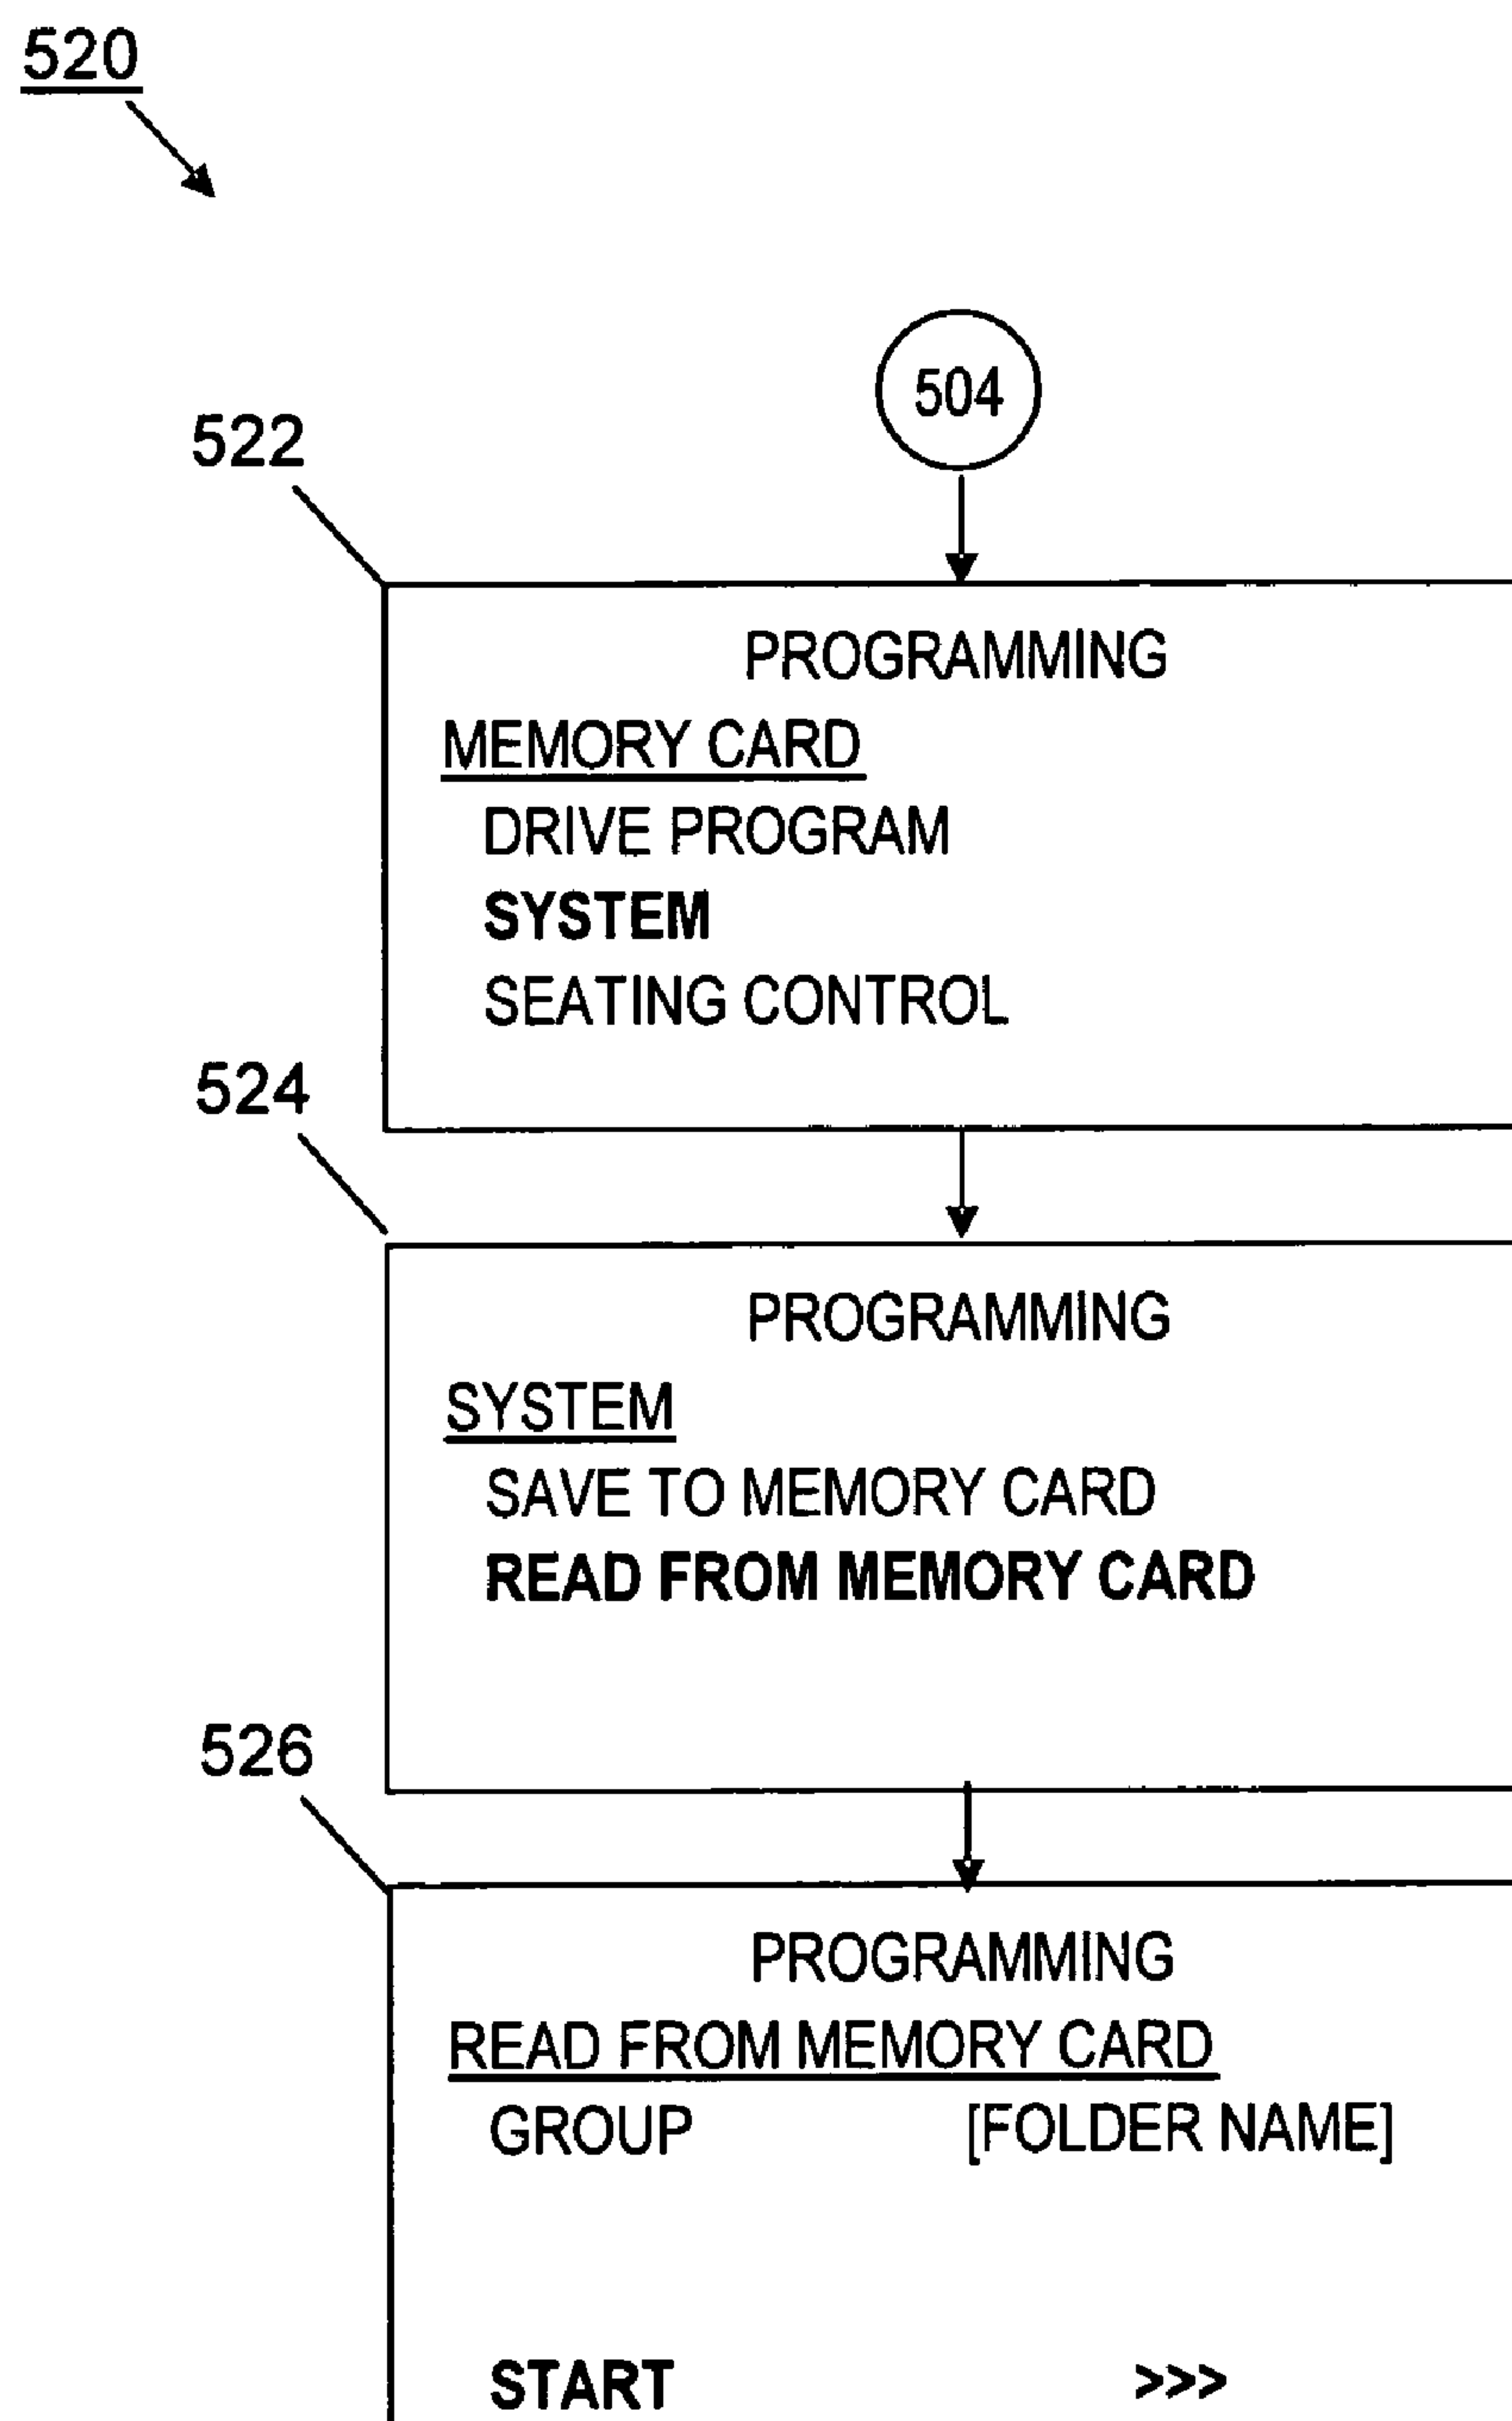 520
504
522
PROGRAMMING
MEMORY CARD
DRIVE PROGRAM
SYSTEM
SEATING CONTROL
524
PROGRAMMING
SYSTEM
SAVE TO MEMORY CARD
READ FROM MEMORY CARD
526
PROGRAMMING
READ FROM MEMORY CARD
GROUP [FOLDER NAME]
START >>>